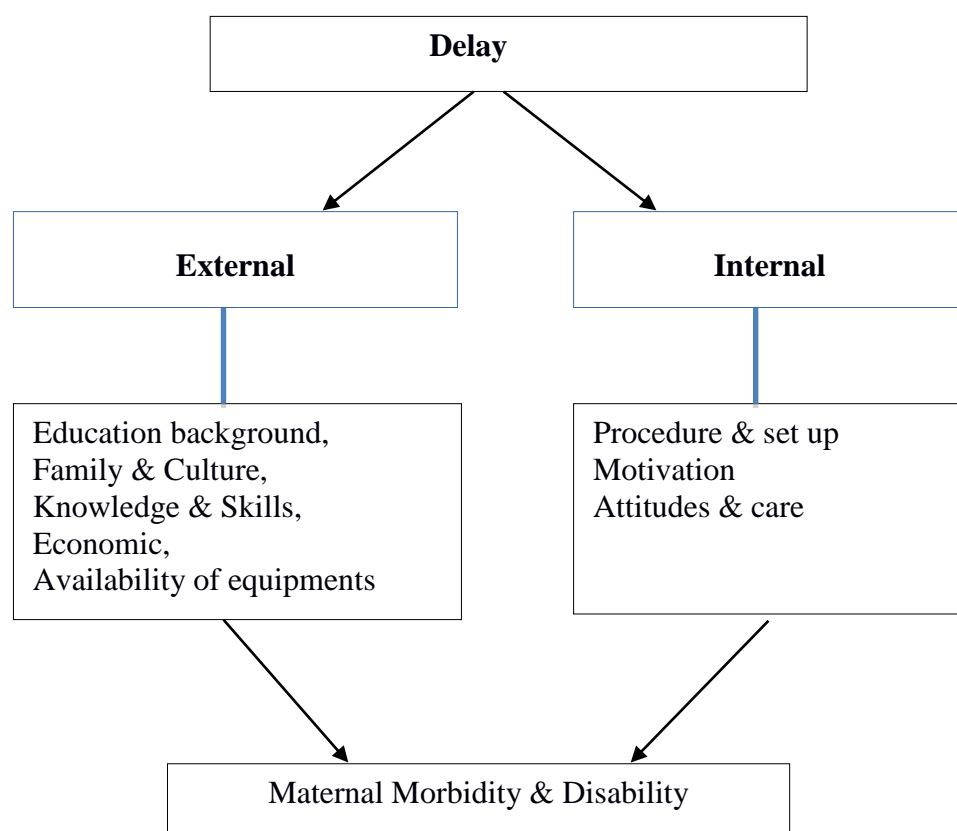 Delay
External
Internal
Education background,
Family & Culture,
Knowledge & Skills,
Economic,
Availability of equipments
Procedure & set up
Motivation
Attitudes & care
Maternal Morbidity & Disability